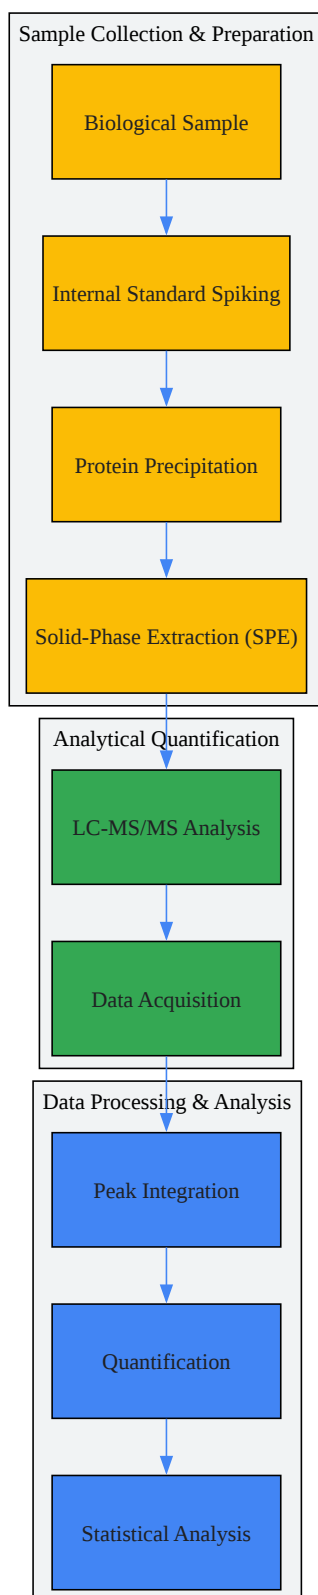 Sample Collection & Preparation
Biological Sample
Internal Standard Spiking
Protein Precipitation
Solid-Phase Extraction (SPE)
Analytical Quantification
LC-MS/MS Analysis
Data Acquisition
Data Processing & Analysis
Peak Integration
Quantification
Statistical Analysis